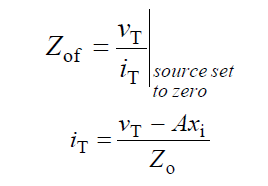 Z_of = v_T / i_T | source set to zero
i_T = (v_T − Ax_i) / Z_o